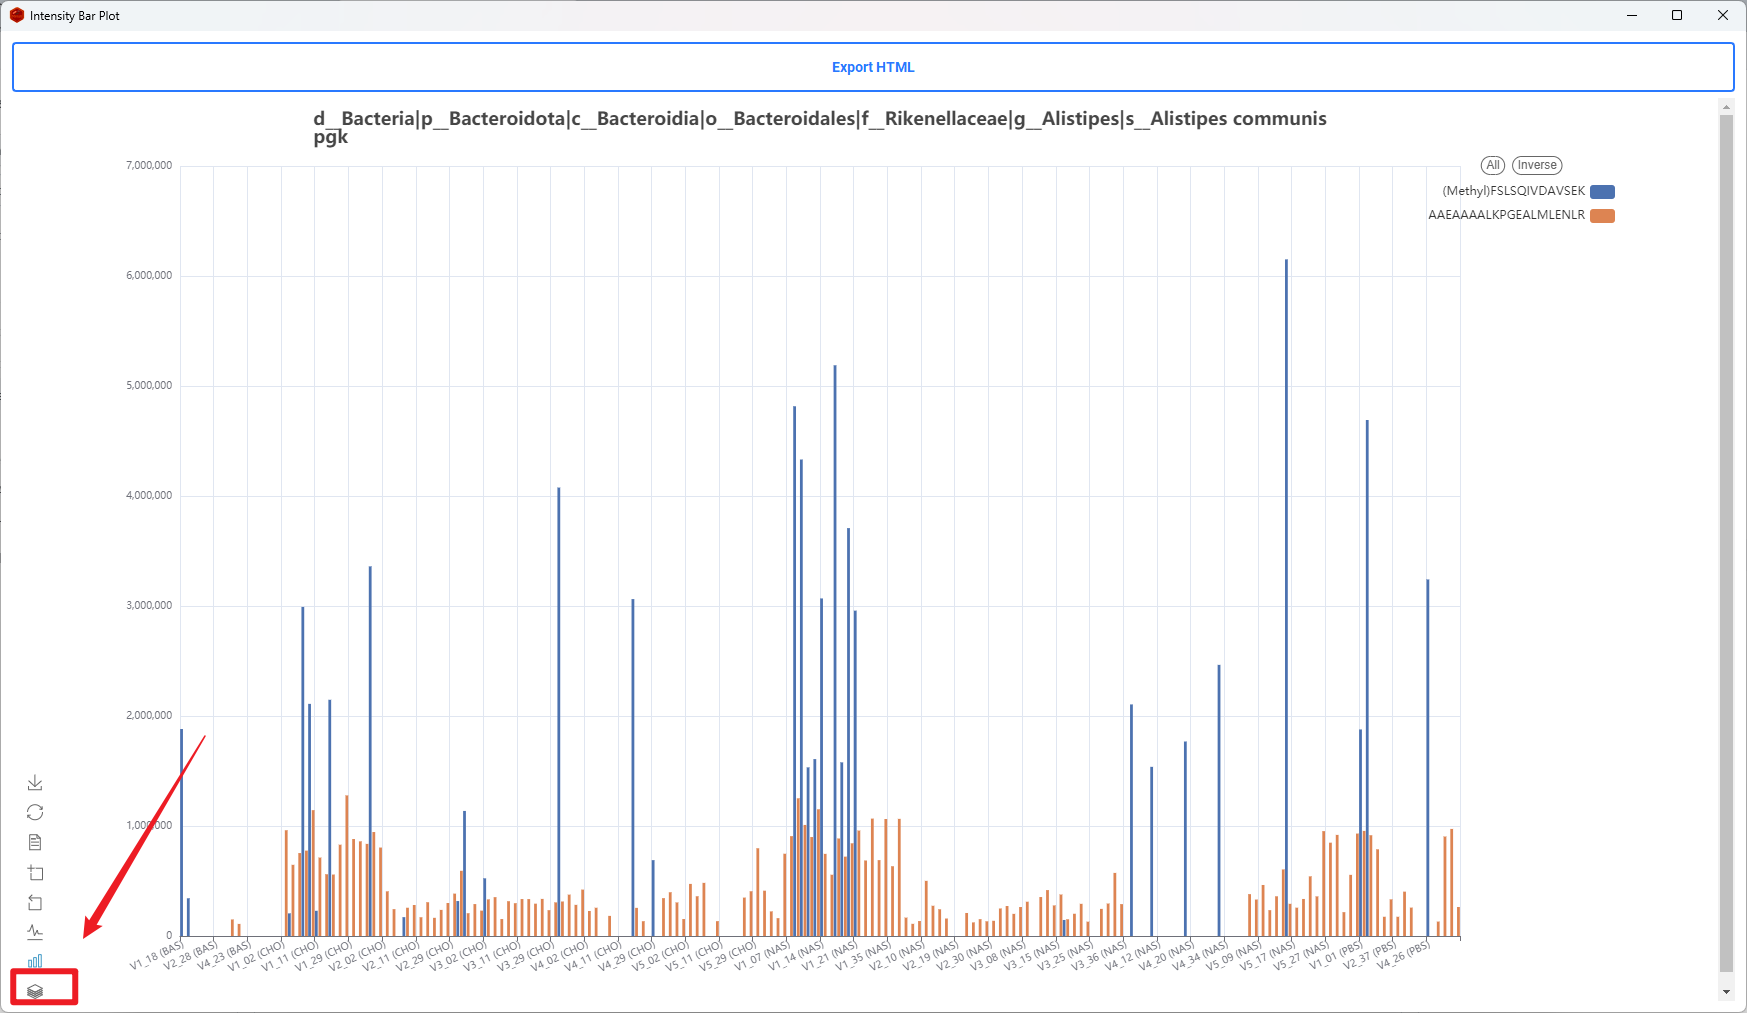 Intensity Bar Plot
Export HTML
d__Bacteria|p__Bacteroidota|c__Bacteroidia|o__Bacteroidales|f__Rikenellaceae|g__Alistipes|s__Alistipes communis
pgk
All Inverse
(Methyl)FSLSQIVDAVSEK
AAEAAAALKPGEALMLENLR
7,000,000
6,000,000
5,000,000
4,000,000
3,000,000
2,000,000
1,000,000
0
V1_18 (BAS) V2_28 (BAS) V4_23 (BAS) V1_02 (CHO) V1_11 (CHO) V1_29 (CHO) V2_02 (CHO) V2_11 (CHO) V2_29 (CHO) V3_02 (CHO) V3_11 (CHO) V3_29 (CHO) V4_02 (CHO) V4_11 (CHO) V4_29 (CHO) V5_02 (CHO) V5_11 (CHO) V5_29 (CHO) V1_07 (NAS) V1_14 (NAS) V1_21 (NAS) V1_35 (NAS) V2_10 (NAS) V2_19 (NAS) V2_30 (NAS) V3_08 (NAS) V3_15 (NAS) V3_25 (NAS) V3_36 (NAS) V4_12 (NAS) V4_20 (NAS) V4_34 (NAS) V5_09 (NAS) V5_17 (NAS) V5_27 (NAS) V1_01 (PBS) V2_37 (PBS) V4_26 (PBS)